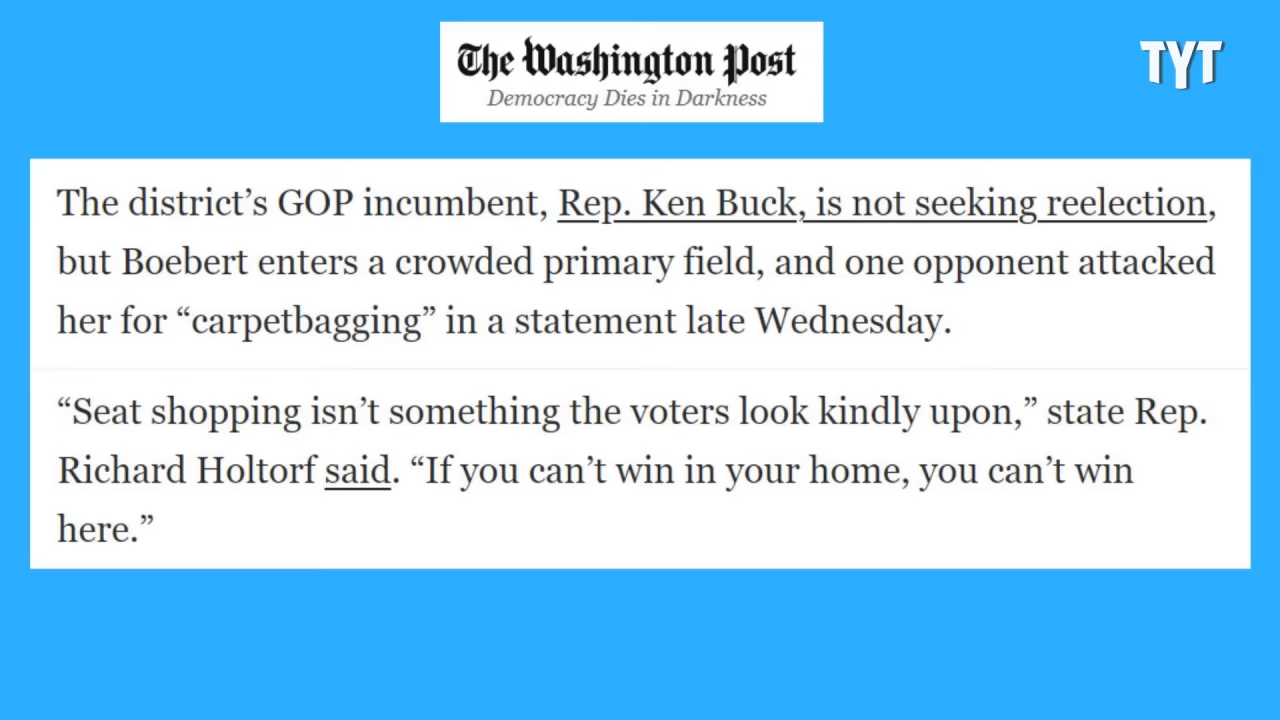 The Washington Post
Democracy Dies in Darkness
TYT
The district’s GOP incumbent, Rep. Ken Buck, is not seeking reelection,
but Boebert enters a crowded primary field, and one opponent attacked
her for “carpetbagging” in a statement late Wednesday.
“Seat shopping isn’t something the voters look kindly upon,” state Rep.
Richard Holtorf said. “If you can’t win in your home, you can’t win
here.”